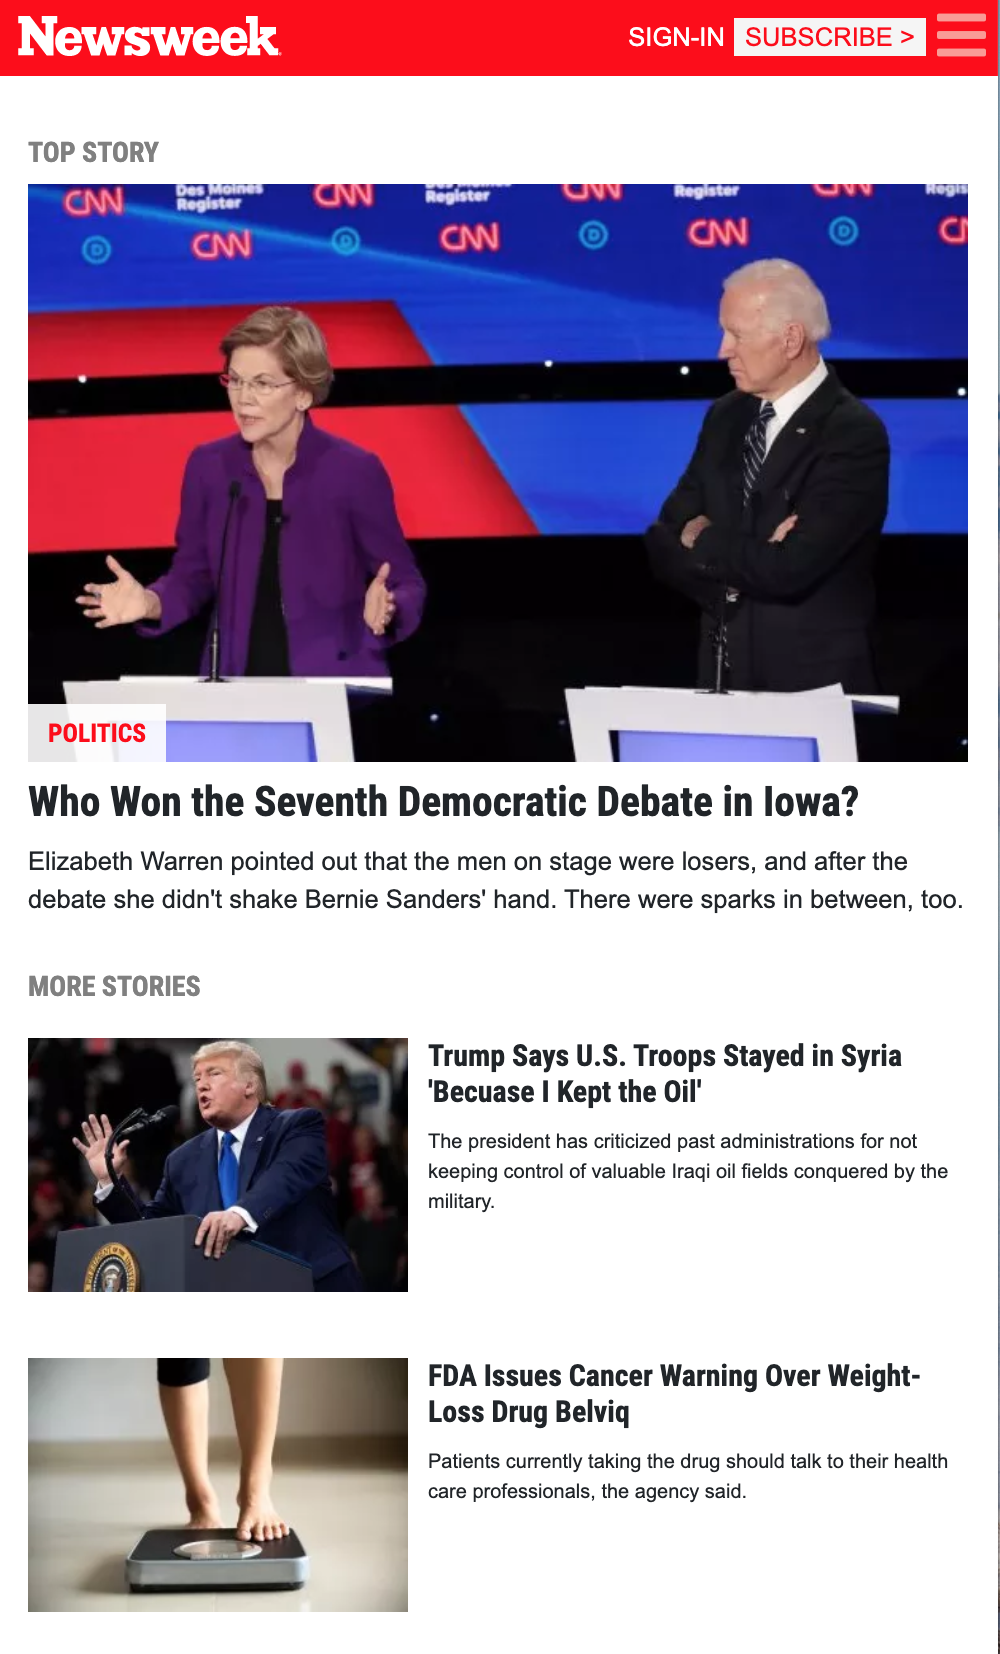 Newsweek
SIGN-IN
SUBSCRIBE >
TOP STORY
CNN Des Moines Register CNN Des Moines Register CNN Register CNN Regis
CNN CNN CNN CN
POLITICS
Who Won the Seventh Democratic Debate in Iowa?
Elizabeth Warren pointed out that the men on stage were losers, and after the
debate she didn't shake Bernie Sanders' hand. There were sparks in between, too.
MORE STORIES
Trump Says U.S. Troops Stayed in Syria
'Becuase I Kept the Oil'
The president has criticized past administrations for not
keeping control of valuable Iraqi oil fields conquered by the
military.
FDA Issues Cancer Warning Over Weight-
Loss Drug Belviq
Patients currently taking the drug should talk to their health
care professionals, the agency said.